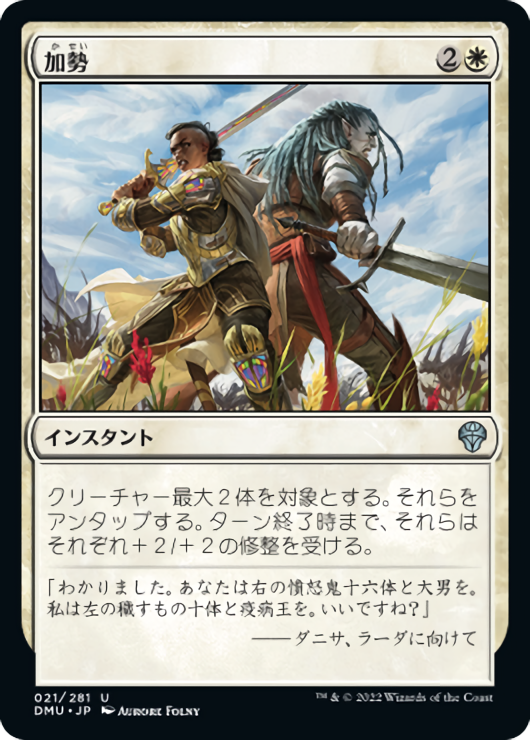 かせい
加勢
2
インスタント
クリーチャー最大2体を対象とする。それらを
アンタップする。ターン終了時まで、それらは
それぞれ+2/+2の修整を受ける。
「わかりました。あなたは右の憤怒鬼十六体と大男を。
私は左の穢すもの十体と疫病王を。いいですね?」
――ダニサ、ラーダに向けて
021/281 U
DMU・JP Aurore Folny
™ & © 2022 Wizards of the Coast